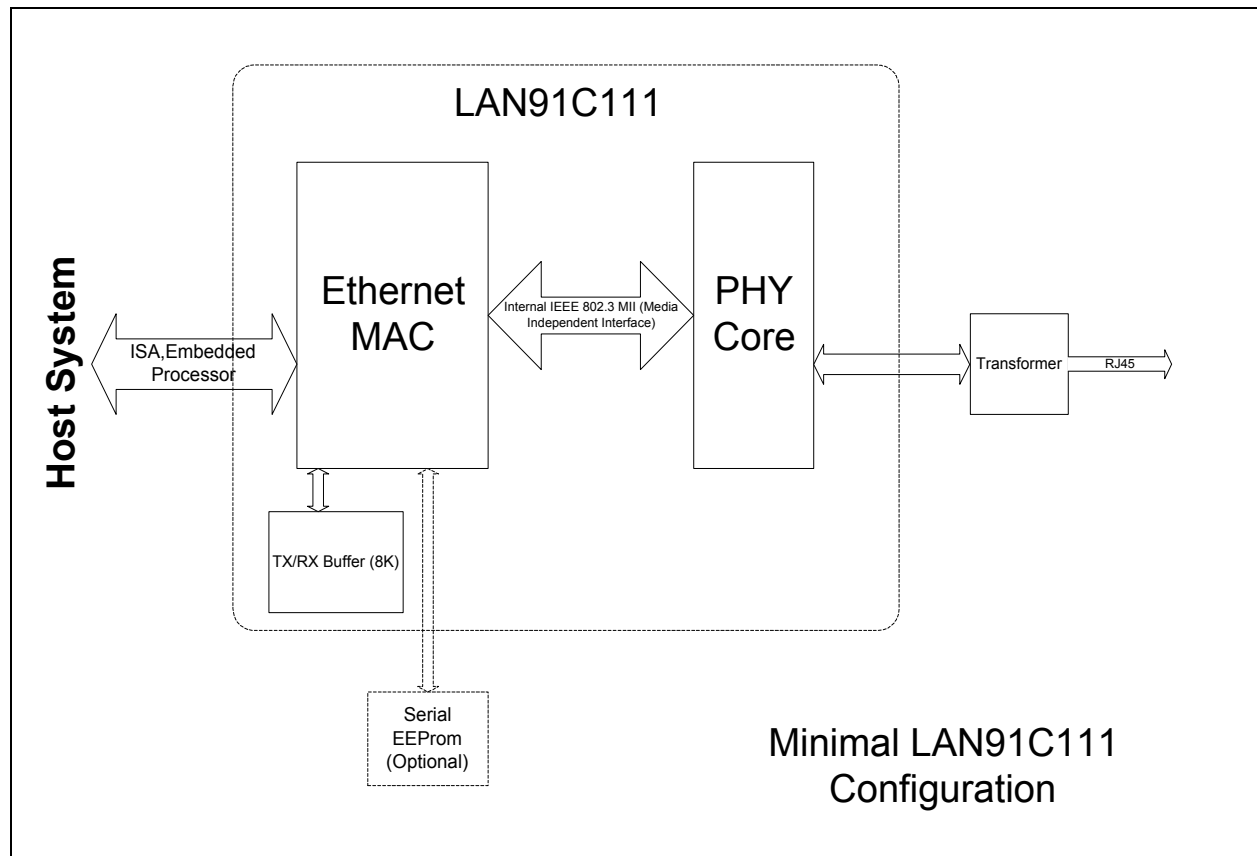 LAN91C111
Host System
ISA,Embedded
Processor
Ethernet
MAC
Internal IEEE 802.3 MII (Media
Independent Interface)
PHY
Core
Transformer
RJ45
TX/RX Buffer (8K)
Serial
EEProm
(Optional)
Minimal LAN91C111
Configuration